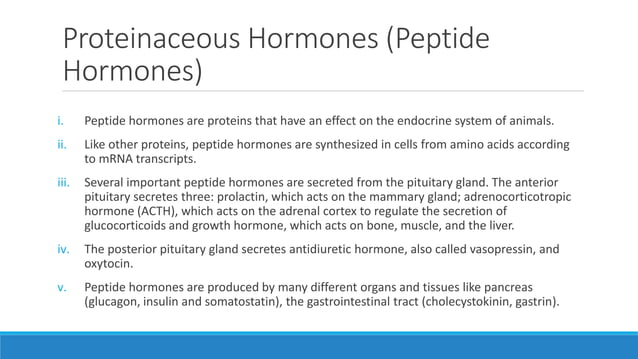 Proteinaceous Hormones (Peptide
Hormones)
i. Peptide hormones are proteins that have an effect on the endocrine system of animals.
ii. Like other proteins, peptide hormones are synthesized in cells from amino acids according
to mRNA transcripts.
iii. Several important peptide hormones are secreted from the pituitary gland. The anterior
pituitary secretes three: prolactin, which acts on the mammary gland; adrenocorticotropic
hormone (ACTH), which acts on the adrenal cortex to regulate the secretion of
glucocorticoids and growth hormone, which acts on bone, muscle, and the liver.
iv. The posterior pituitary gland secretes antidiuretic hormone, also called vasopressin, and
oxytocin.
v. Peptide hormones are produced by many different organs and tissues like pancreas
(glucagon, insulin and somatostatin), the gastrointestinal tract (cholecystokinin, gastrin).